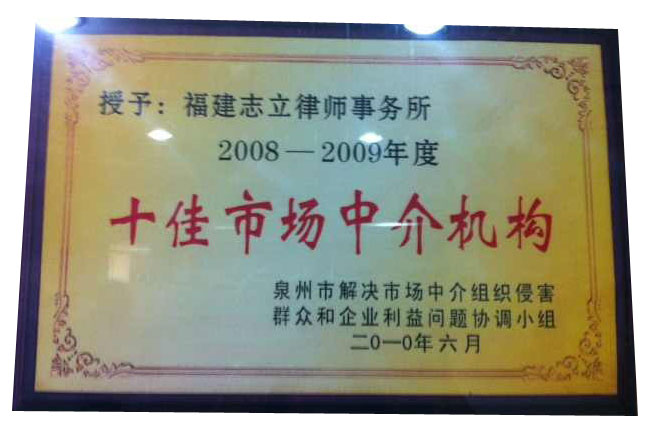 授予：福建志立律师事务所
2008—2009年度
十佳市场中介机构
泉州市解决市场中介组织侵害
群众和企业利益问题协调小组
二0一0年六月